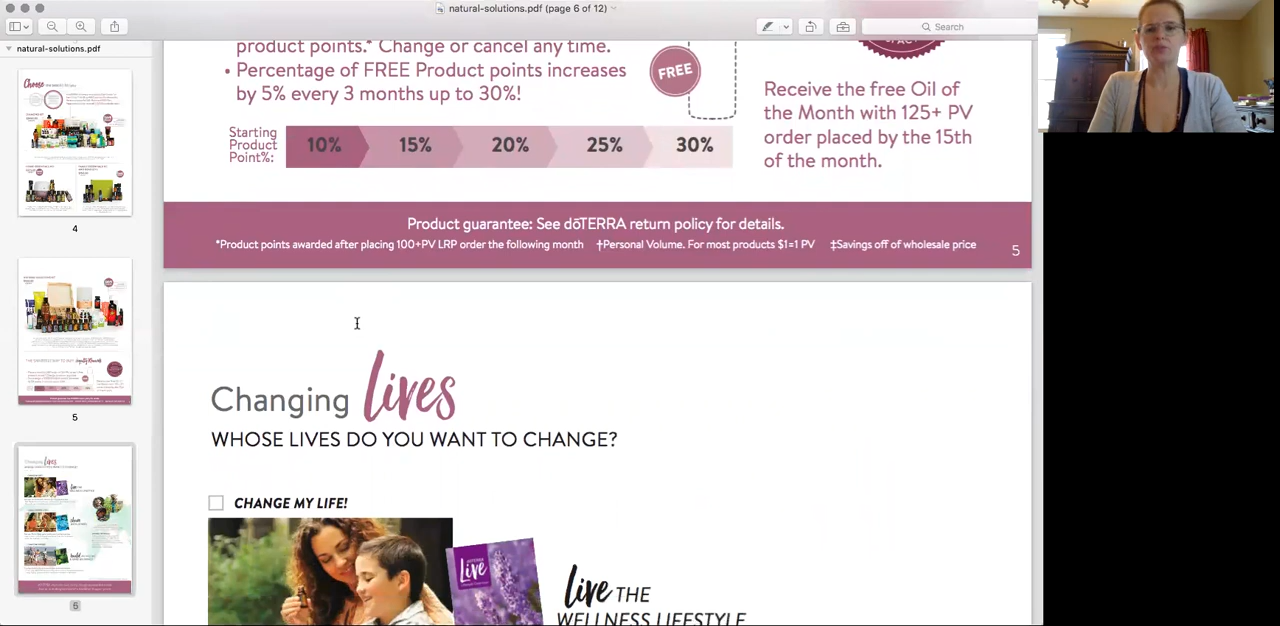 natural-solutions.pdf (page 6 of 12)
Search
natural-solutions.pdf
4
5
6
product points.* Change or cancel any time.
• Percentage of FREE Product points increases
by 5% every 3 months up to 30%!
FREE
Starting
Product
Point%:
10% 15% 20% 25% 30%
Receive the free Oil of
the Month with 125+ PV
order placed by the 15th
of the month.
Product guarantee: See dōTERRA return policy for details.
*Product points awarded after placing 100+PV LRP order the following month †Personal Volume. For most products $1=1 PV ‡Savings off of wholesale price
5
Changing lives
WHOSE LIVES DO YOU WANT TO CHANGE?
CHANGE MY LIFE!
Live
live THE
WELLNESS LIFESTYLE